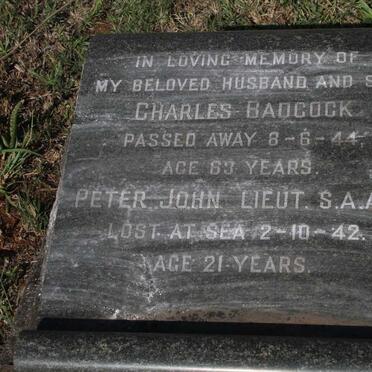 IN LOVING MEMORY OF
MY BELOVED HUSBAND AND
CHARLES BADCOCK
PASSED AWAY 8-6-44.
AGE 63 YEARS.
PETER JOHN LIEUT. S.A.A
LOST AT SEA 2-10-42.
AGE 21 YEARS.